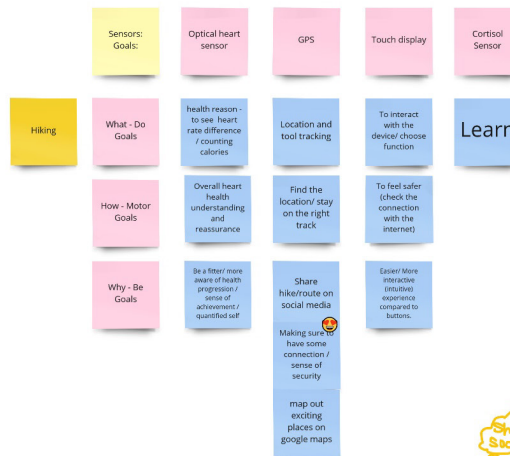 Sensors:
Goals:
Optical heart
sensor
GPS
Touch display
Cortisol
Sensor
Hiking
What - Do
Goals
health reason -
to see heart
rate difference
/ counting
calories
Location and
tool tracking
To interact
with the
device/ choose
function
Learn
How - Motor
Goals
Overall heart
health
understanding
and
reassurance
Find the
location/ stay
on the right
track
To feel safer
(check the
connection
with the
internet)
Why - Be
Goals
Be a fitter/ more
aware of health
progression /
sense of
achievement /
quantified self
Share
hike/route on
social media
Easier/ More
interactive
(intuitive)
experience
compared to
buttons.
Making sure to
have some
connection /
sense of
security
map out
exciting
places on
google maps